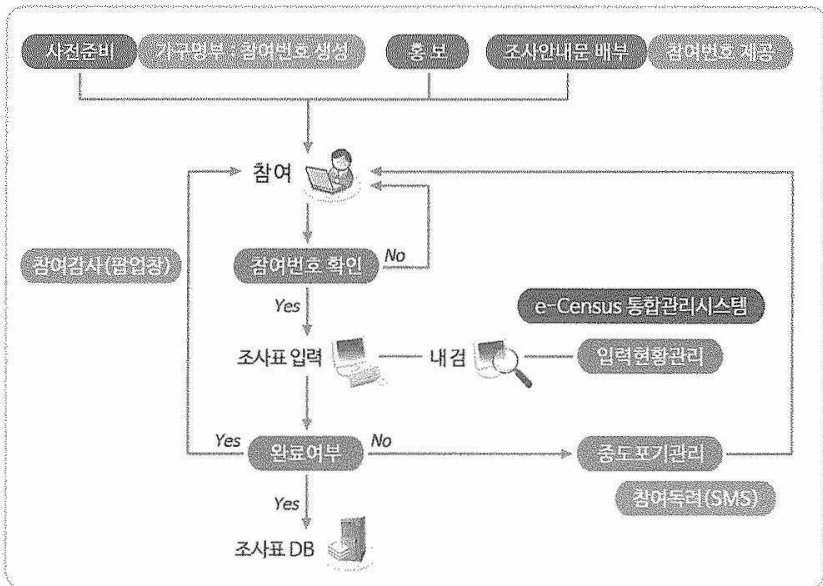 사전준비 가구명부 : 참여번호 생성 홍 보 조사안내문 배부 참여번호 제공
참여
참여감사(팝업창) 참여번호 확인 No
Yes
e-Census 통합관리시스템
조사표 입력 내 검 입력현황관리
Yes 완료여부 No 중도포기관리
참여독려(SMS)
Yes
조사표 DB